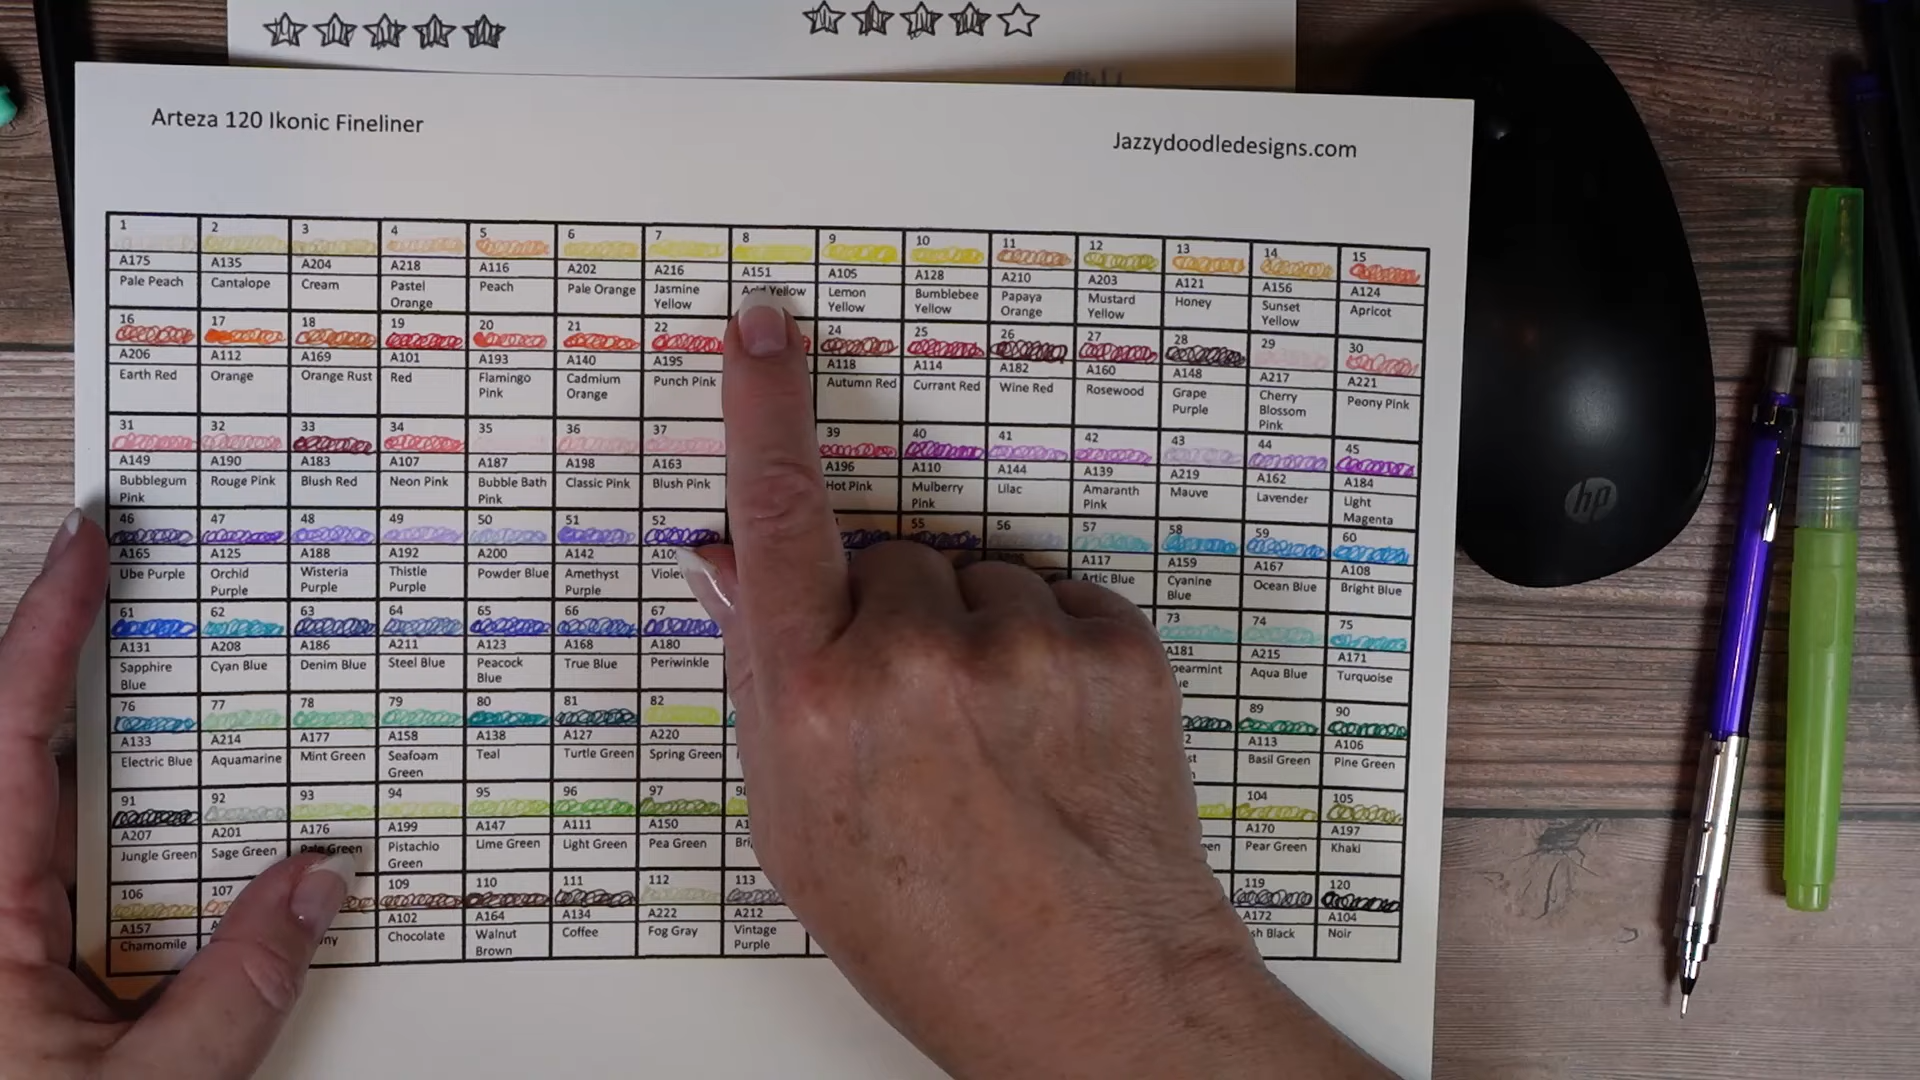 Arteza 120 Ikonic Fineliner
Jazzydoodledesigns.com
1 2 3 4 5 6 7 8 9 10 11 12 13 14 15
A175 A135 A204 A218 A116 A202 A216 A151 A105 A128 A210 A203 A121 A156 A124
Pale Peach Cantalope Cream Pastel Orange Peach Pale Orange Jasmine Yellow Yellow Lemon Yellow Bumblebee Yellow Papaya Orange Mustard Yellow Honey Sunset Yellow Apricot
16 17 18 19 20 21 22 24 25 26 27 28 29 30
A206 A112 A169 A101 A193 A140 A195 A118 A114 A182 A160 A148 A217 A221
Earth Red Orange Orange Rust Red Flamingo Pink Cadmium Orange Punch Pink Autumn Red Currant Red Wine Red Rosewood Grape Purple Cherry Blossom Pink Peony Pink
31 32 33 34 35 36 37 39 40 41 42 43 44 45
A149 A190 A183 A107 A187 A198 A163 A196 A110 A144 A139 A219 A162 A184
Bubblegum Pink Rouge Pink Blush Red Neon Pink Bubble Bath Pink Classic Pink Blush Pink Hot Pink Mulberry Pink Lilac Amaranth Pink Mauve Lavender Light Magenta
46 47 48 49 50 51 52 55 56 57 58 59 60
A165 A125 A188 A192 A200 A142 A117 A159 A167 A108
Ube Purple Orchid Purple Wisteria Purple Thistle Purple Powder Blue Amethyst Purple Artic Blue Cyanine Blue Ocean Blue Bright Blue
61 62 63 64 65 66 67 73 74 75
A131 A208 A186 A211 A123 A168 A180 A181 A215 A171
Sapphire Blue Cyan Blue Denim Blue Steel Blue Peacock Blue True Blue Periwinkle Aqua Blue Turquoise
76 77 78 79 80 81 82 89 90
A133 A214 A177 A158 A138 A127 A220 A113 A106
Electric Blue Aquamarine Mint Green Seafoam Green Teal Turtle Green Spring Green Basil Green Pine Green
91 92 93 94 95 96 97 104 105
A207 A201 A176 A199 A147 A111 A150 A170 A197
Jungle Green Sage Green Pale Green Pistachio Green Lime Green Light Green Pea Green Pear Green Khaki
106 107 109 110 111 112 113 119 120
A157 A102 A164 A134 A222 A212 A172 A104
Chamomile Chocolate Walnut Brown Coffee Fog Gray Vintage Purple Black Noir
hp